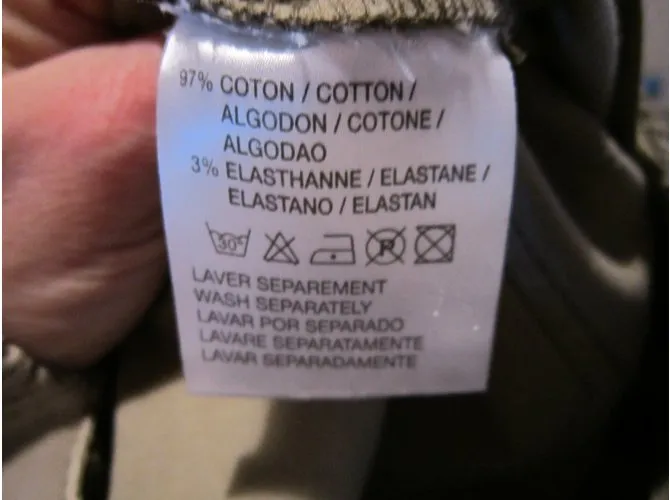 97% COTON / COTTON /
ALGODON / COTONE /
ALGODAO
3% ELASTHANNE / ELASTANE /
ELASTANO / ELASTAN
30° P
LAVER SEPAREMENT
WASH SEPARATELY
LAVAR POR SEPARADO
LAVARE SEPARATAMENTE
LAVAR SEPARADAMENTE